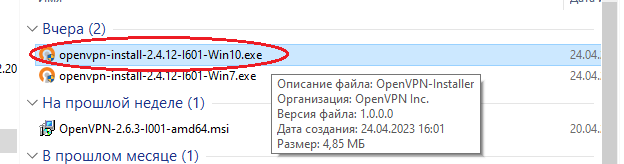 Имя
Вчера (2)
openvpn-install-2.4.12-I601-Win10.exe 24.04.
openvpn-install-2.4.12-I601-Win7.exe 24.04.
2.20
Описание файла: OpenVPN-Installer
Организация: OpenVPN Inc.
Версия файла: 1.0.0.0
Дата создания: 24.04.2023 16:01
Размер: 4,85 МБ
На прошлой неделе (1)
OpenVPN-2.6.3-I001-amd64.msi 20.04.
В прошлом месяце (1)